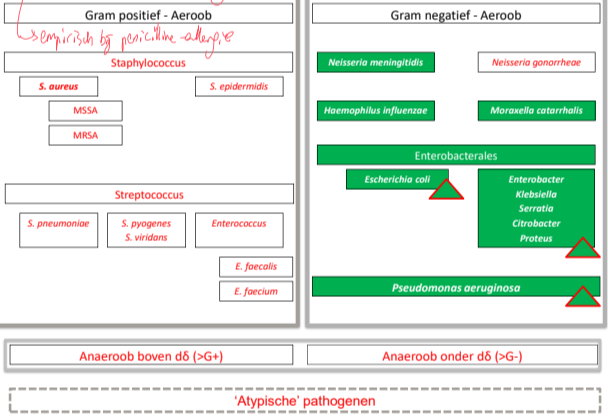 Gram positief - Aeroob
↳ empirisch bij penicilline-allergie
Staphylococcus
S. aureus
S. epidermidis
MSSA
MRSA
Streptococcus
S. pneumoniae
S. pyogenes
S. viridans
Enterococcus
E. faecalis
E. faecium
Gram negatief - Aeroob
Neisseria meningitidis
Neisseria gonorrheae
Haemophilus influenzae
Moraxella catarrhalis
Enterobacterales
Escherichia coli
Enterobacter
Klebsiella
Serratia
Citrobacter
Proteus
Pseudomonas aeruginosa
Anaeroob boven dδ (>G+)
Anaeroob onder dδ (>G-)
'Atypische' pathogenen